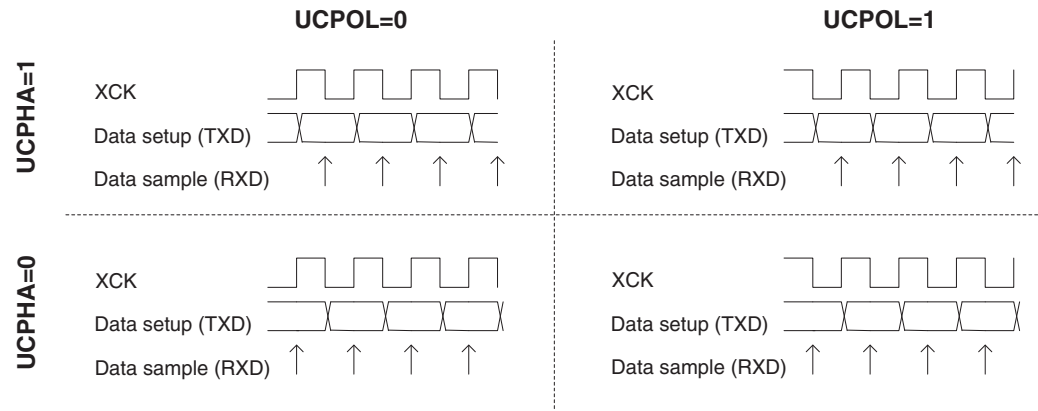 UCPOL=0
UCPOL=1
UCPHA=1
XCK
Data setup (TXD)
Data sample (RXD)
XCK
Data setup (TXD)
Data sample (RXD)
UCPHA=0
XCK
Data setup (TXD)
Data sample (RXD)
XCK
Data setup (TXD)
Data sample (RXD)